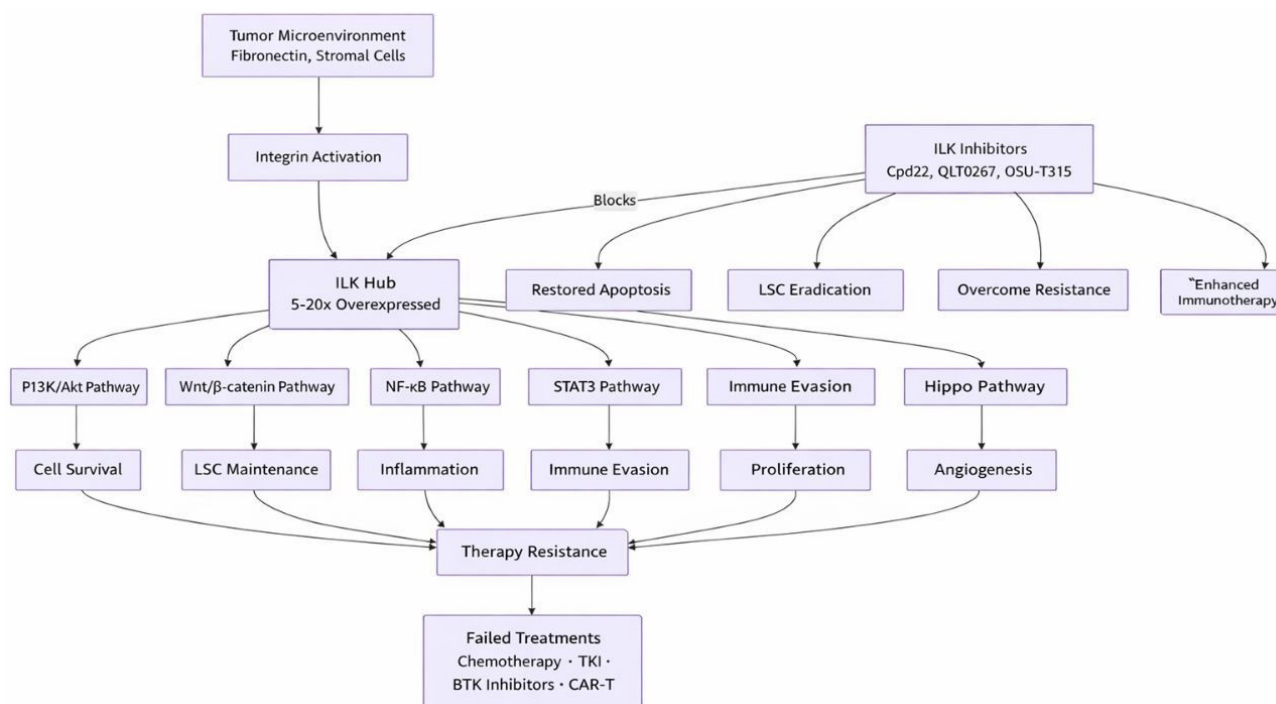 Tumor Microenvironment
Fibronectin, Stromal Cells
Integrin Activation
ILK Inhibitors
Cpd22, QLT0267, OSU-T315
Blocks
ILK Hub
5-20x Overexpressed
Restored Apoptosis
LSC Eradication
Overcome Resistance
“Enhanced
Immunotherapy
P13K/Akt Pathway
Wnt/β-catenin Pathway
NF-κB Pathway
STAT3 Pathway
Immune Evasion
Hippo Pathway
Cell Survival
LSC Maintenance
Inflammation
Immune Evasion
Proliferation
Angiogenesis
Therapy Resistance
Failed Treatments
Chemotherapy · TKI ·
BTK Inhibitors · CAR-T